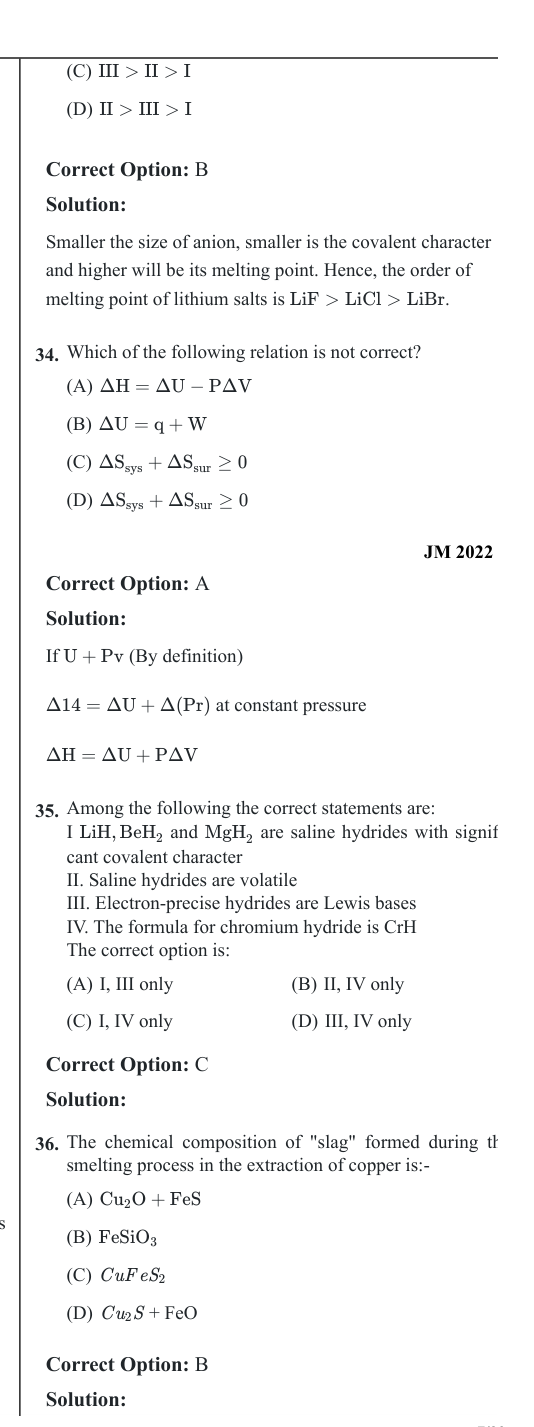 (C) III > II > I
(D) II > III > I
Correct Option: B
Solution:
Smaller the size of anion, smaller is the covalent character
and higher will be its melting point. Hence, the order of
melting point of lithium salts is LiF > LiCl > LiBr.
34. Which of the following relation is not correct?
(A) ΔH = ΔU − PΔV
(B) ΔU = q + W
(C) ΔS_sys + ΔS_sur ≥ 0
(D) ΔS_sys + ΔS_sur ≥ 0
JM 2022
Correct Option: A
Solution:
If U + Pv (By definition)
Δ14 = ΔU + Δ(Pr) at constant pressure
ΔH = ΔU + PΔV
35. Among the following the correct statements are:
I LiH, BeH₂ and MgH₂ are saline hydrides with signif
cant covalent character
II. Saline hydrides are volatile
III. Electron-precise hydrides are Lewis bases
IV. The formula for chromium hydride is CrH
The correct option is:
(A) I, III only (B) II, IV only
(C) I, IV only (D) III, IV only
Correct Option: C
Solution:
36. The chemical composition of "slag" formed during th
smelting process in the extraction of copper is:-
(A) Cu₂O + FeS
s
(B) FeSiO₃
(C) CuFeS₂
(D) Cu₂S + FeO
Correct Option: B
Solution: